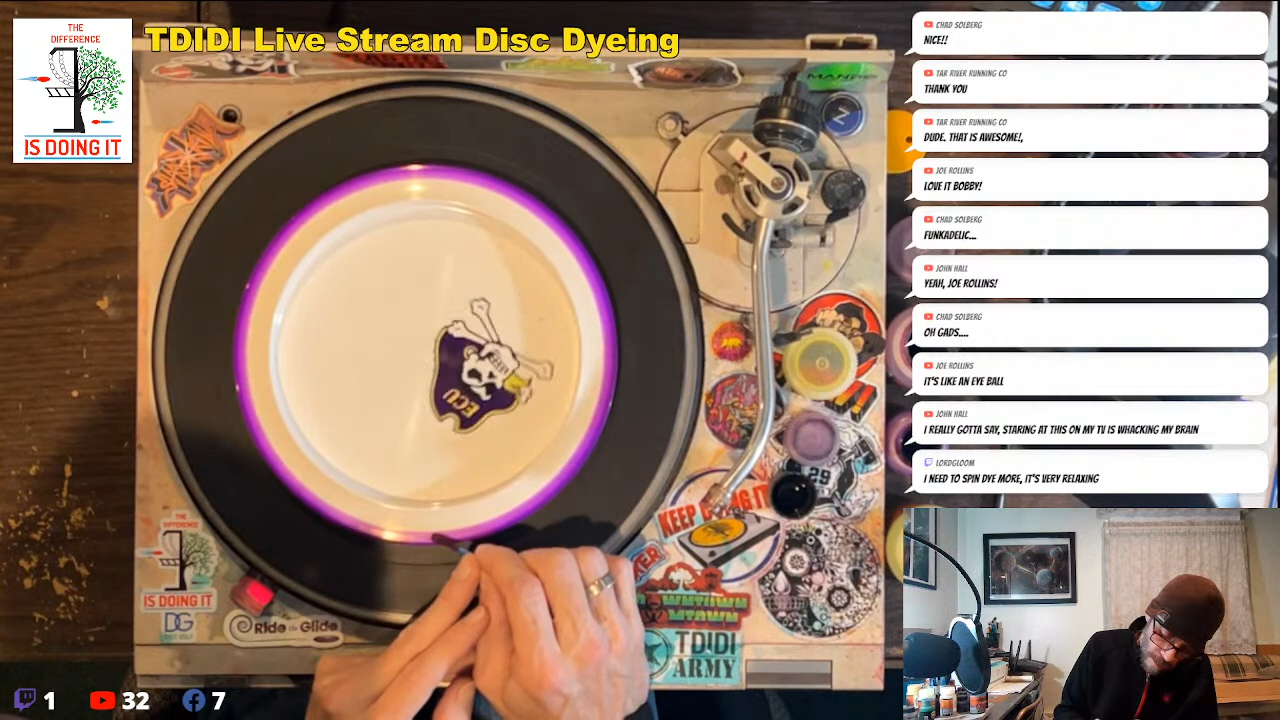 THE
DIFFERENCE
IS DOING IT
TDIDI Live Stream Disc Dyeing
MANDO
Z
ECU
29
KEEP DOING IT
THE
DIFFERENCE
IS DOING IT
DG
Ride the Glide
TDIDI
ARMY
1
32
7
CHAD SOLBERG
NICE!!
TAR RIVER RUNNING CO
THANK YOU
TAR RIVER RUNNING CO
DUDE. THAT IS AWESOME!,
JOE ROLLINS
LOVE IT BOBBY!
CHAD SOLBERG
FUNKADELIC...
JOHN HALL
YEAH, JOE ROLLINS!
CHAD SOLBERG
OH GADS....
JOE ROLLINS
IT'S LIKE AN EYE BALL
JOHN HALL
I REALLY GOTTA SAY, STARING AT THIS ON MY TV IS WHACKING MY BRAIN
LORDGLOOM
I NEED TO SPIN DYE MORE, IT'S VERY RELAXING